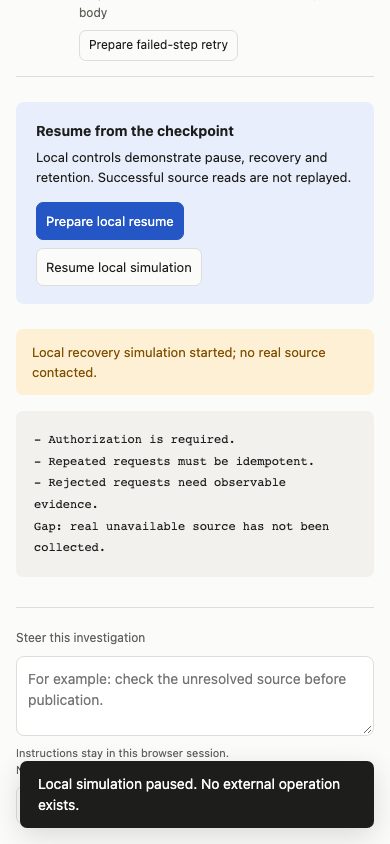 body
Prepare failed-step retry
Resume from the checkpoint
Local controls demonstrate pause, recovery and
retention. Successful source reads are not replayed.
Prepare local resume
Resume local simulation
Local recovery simulation started; no real source
contacted.
- Authorization is required.
- Repeated requests must be idempotent.
- Rejected requests need observable
evidence.
Gap: real unavailable source has not been
collected.
Steer this investigation
For example: check the unresolved source before
publication.
Instructions stay in this browser session.
Local simulation paused. No external operation
exists.